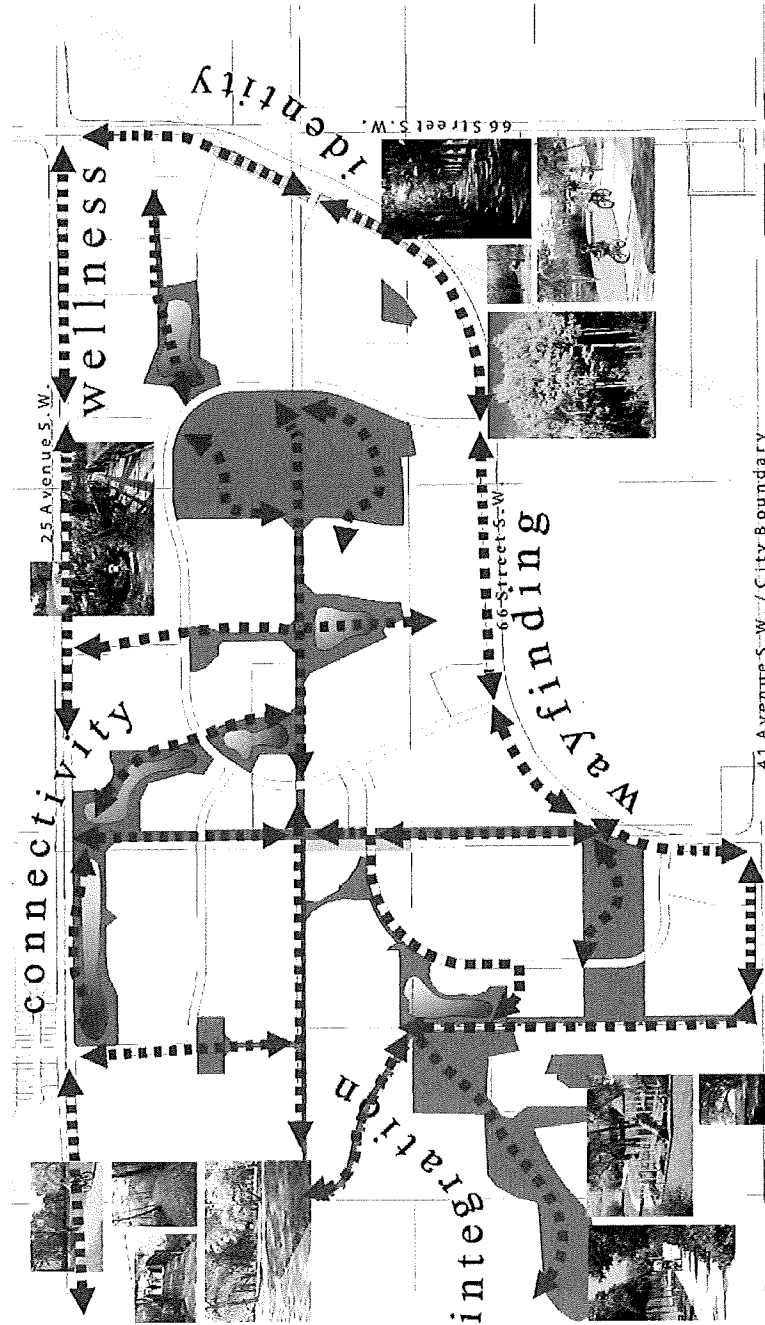 identity
66 Street S.W.
wellness
25 Avenue S.W.
66 Street S.W.
wayfinding
connectivity
41 Avenue S.W. / City Boundary
integration